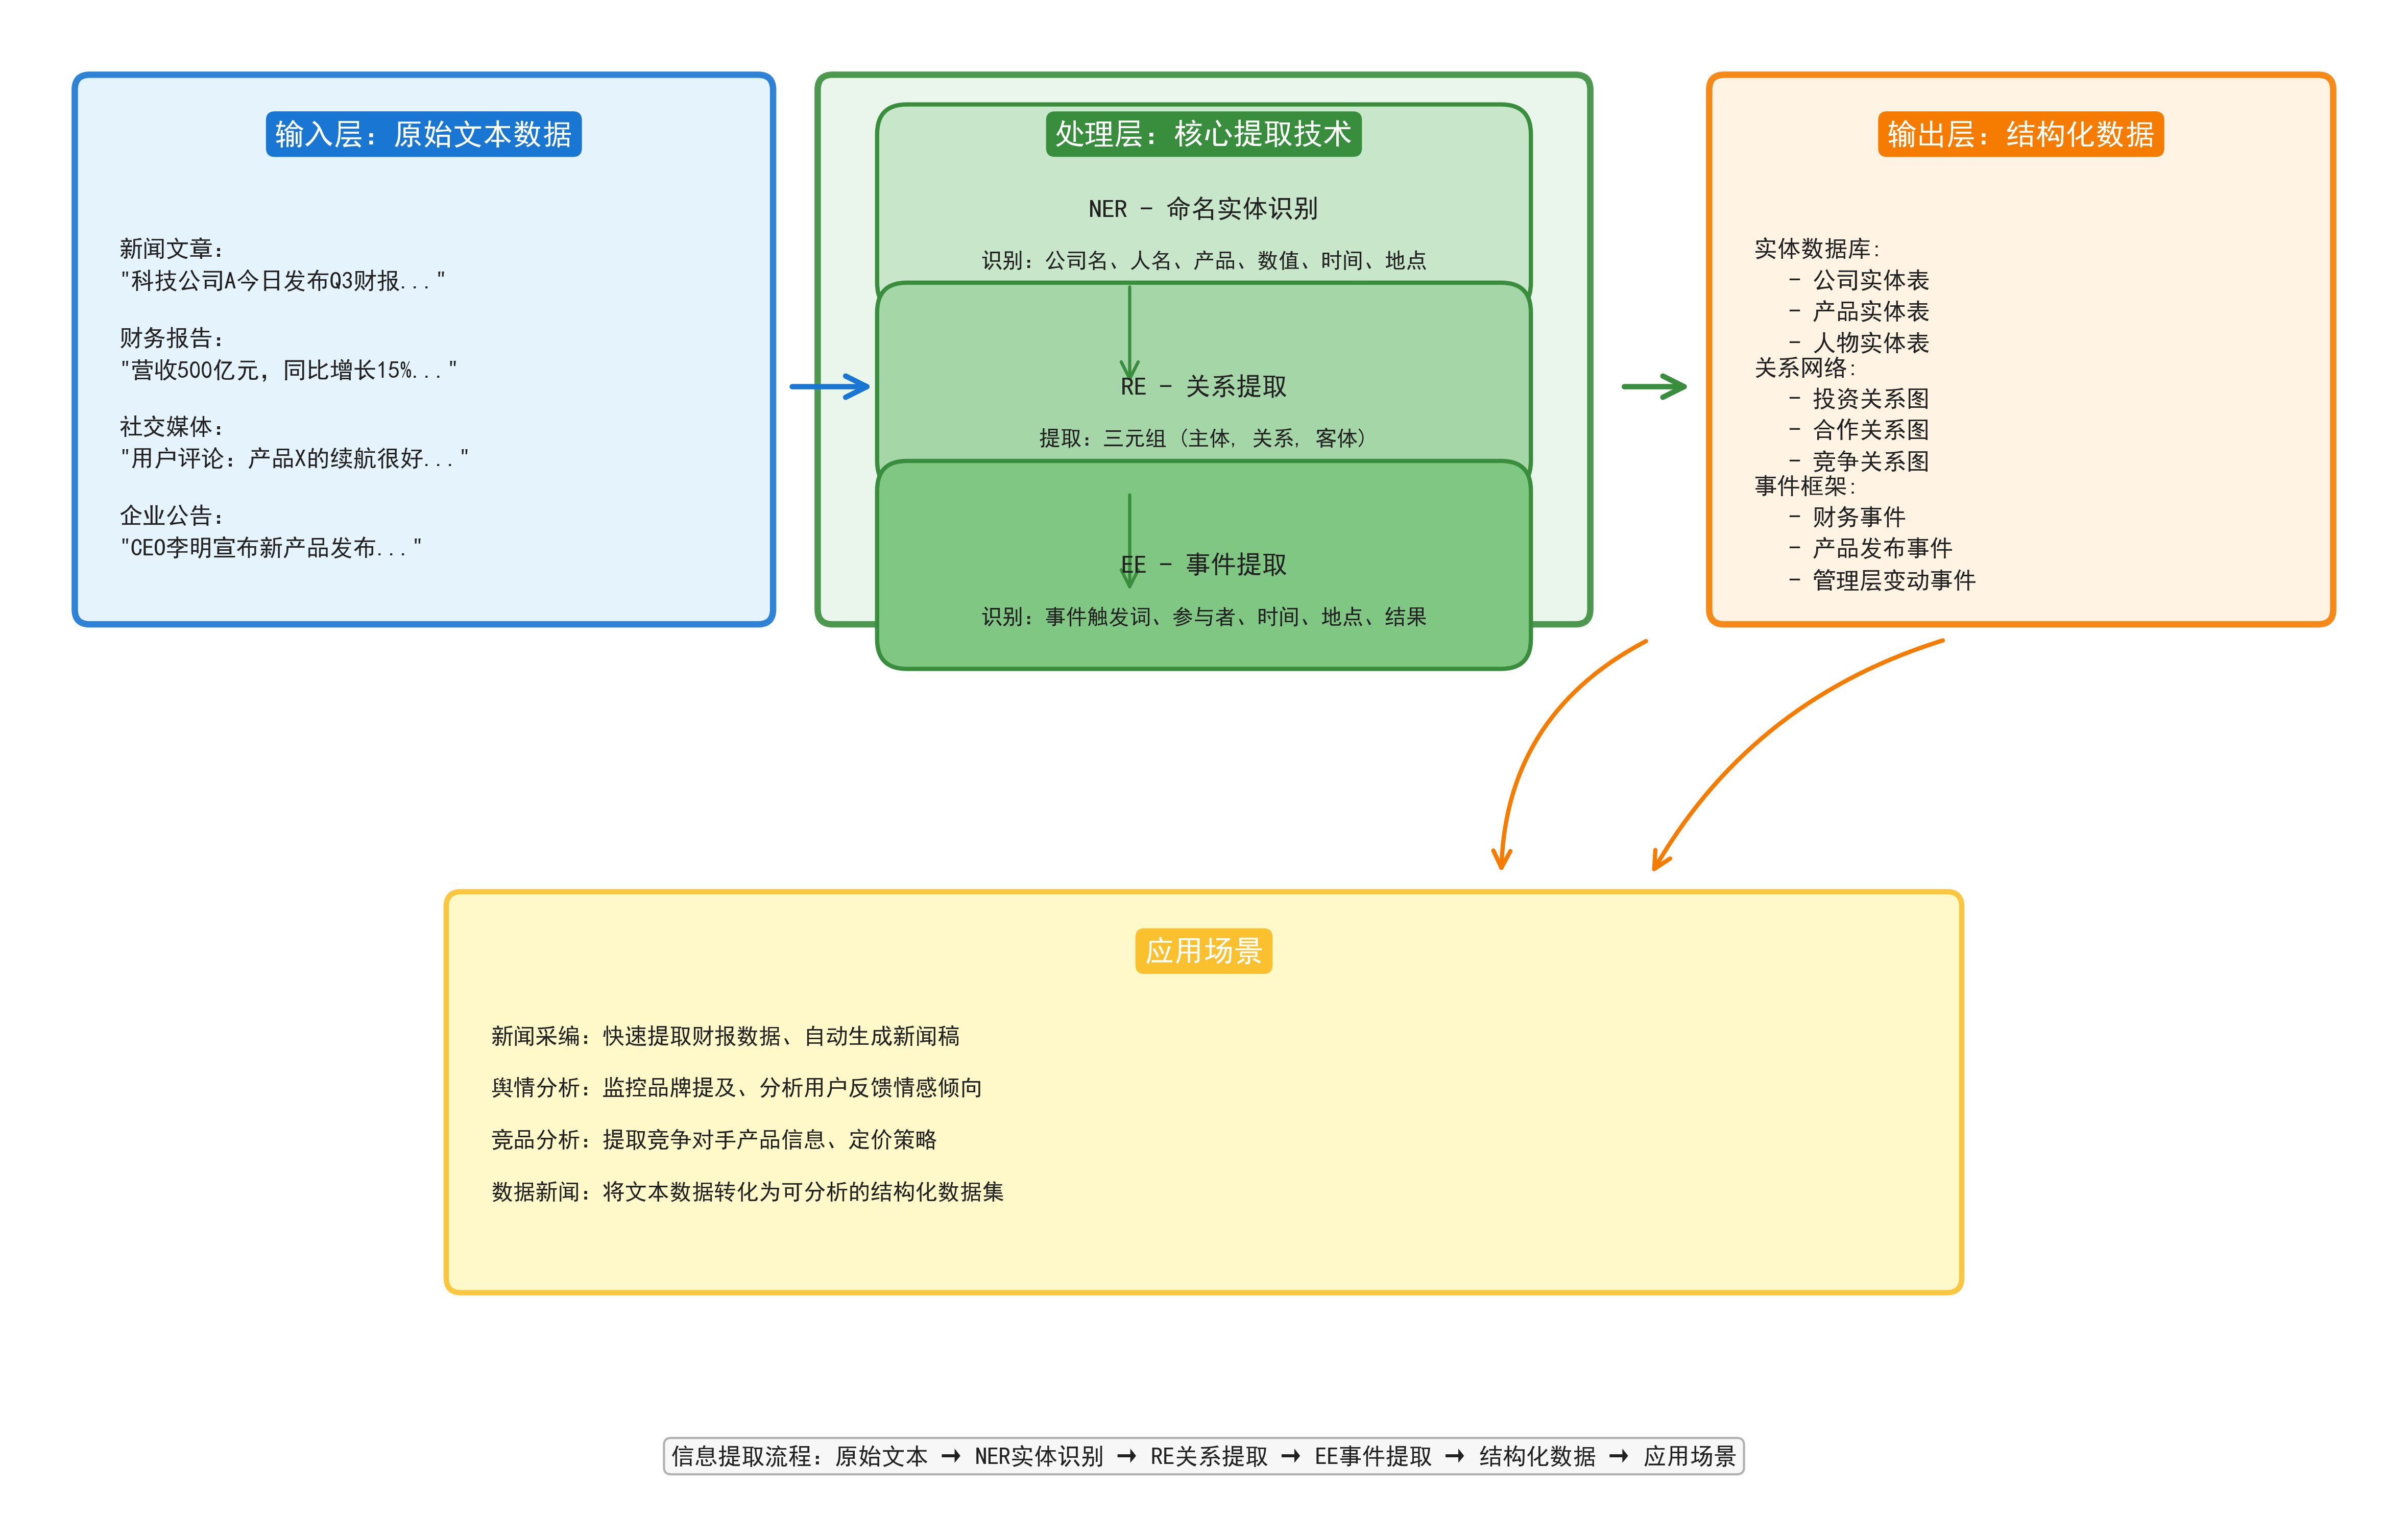 输入层：原始文本数据
新闻文章：
"科技公司A今日发布Q3财报..."
财务报告：
"营收500亿元，同比增长15%..."
社交媒体：
"用户评论：产品X的续航很好..."
企业公告：
"CEO李明宣布新产品发布..."
处理层：核心提取技术
NER - 命名实体识别
识别：公司名、人名、产品、数值、时间、地点
RE - 关系提取
提取：三元组 (主体, 关系, 客体)
EE - 事件提取
识别：事件触发词、参与者、时间、地点、结果
输出层：结构化数据
实体数据库:
- 公司实体表
- 产品实体表
- 人物实体表
关系网络:
- 投资关系图
- 合作关系图
- 竞争关系图
事件框架:
- 财务事件
- 产品发布事件
- 管理层变动事件
应用场景
新闻采编：快速提取财报数据、自动生成新闻稿
舆情分析：监控品牌提及、分析用户反馈情感倾向
竞品分析：提取竞争对手产品信息、定价策略
数据新闻：将文本数据转化为可分析的结构化数据集
信息提取流程：原始文本 → NER实体识别 → RE关系提取 → EE事件提取 → 结构化数据 → 应用场景